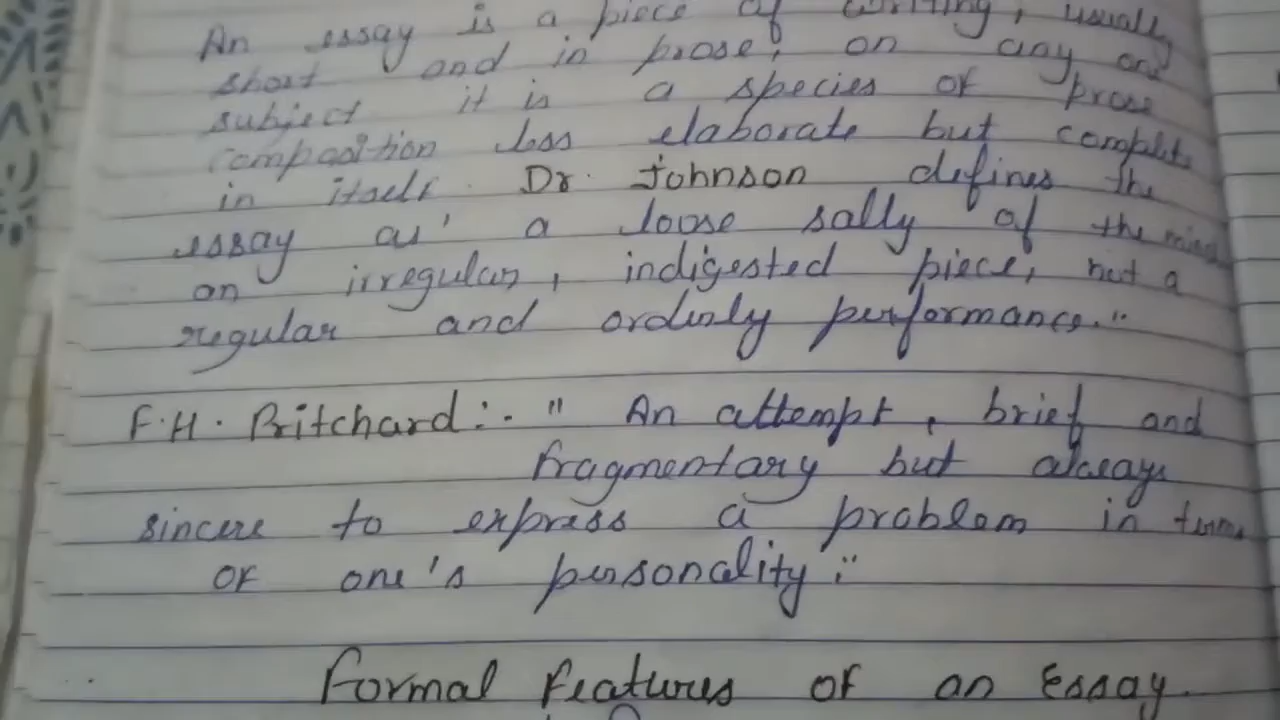 An essay is a piece of writing, usually
short and in prose, on any one
subject it is a species of prose
composition less elaborate but complete
in itself. Dr. Johnson defines the
essay as' a loose sally of the mind
an irregular, indigested piece, not a
regular and orderly performance."
F.H. Pritchard:- " An attempt, brief and
fragmentary but always
sincere to express a problem in terms
of one's personality."
Formal features of an Essay.